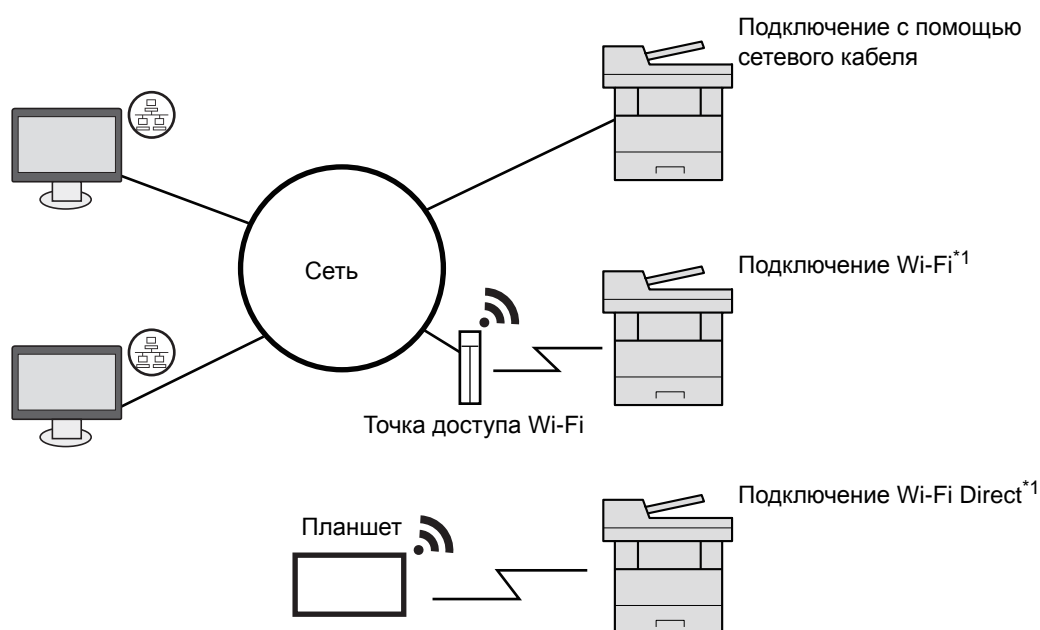 Подключение с помощью
сетевого кабеля
Сеть
Подключение Wi-Fi*1
Точка доступа Wi-Fi
Подключение Wi-Fi Direct*1
Планшет